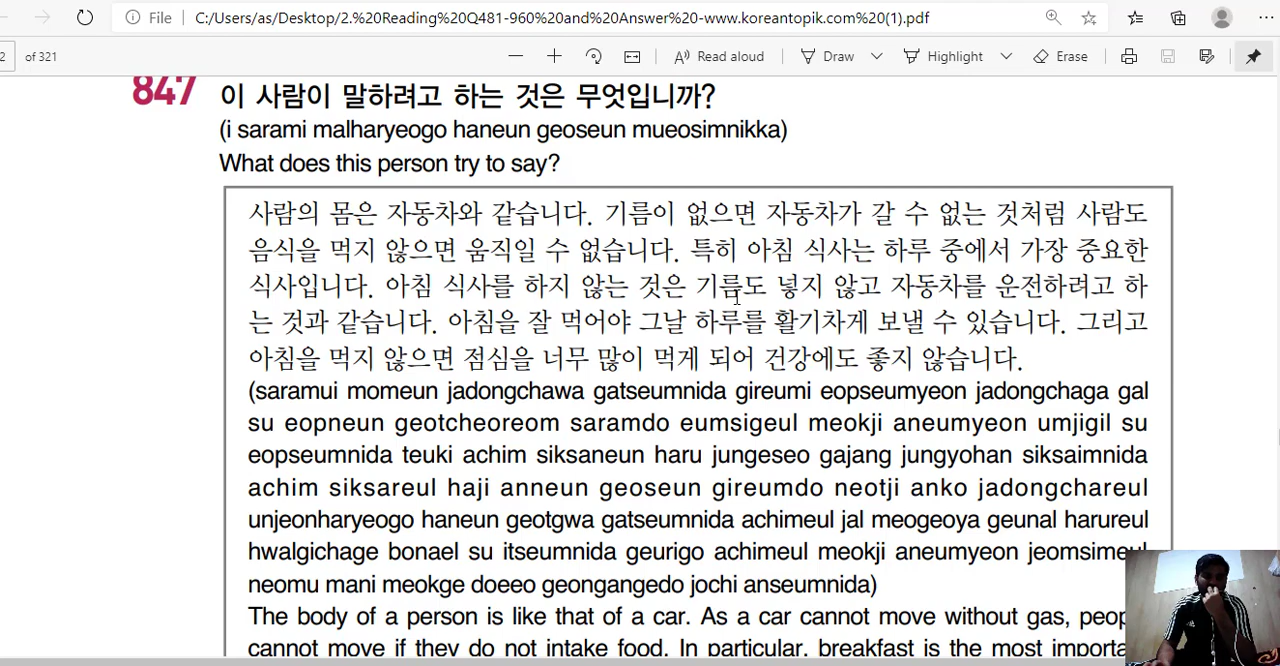 File C:/Users/as/Desktop/2.%20Reading%20Q481-960%20and%20Answer%20-www.koreantopik.com%20(1).pdf
2 of 321 Read aloud Draw Highlight Erase
847 이 사람이 말하려고 하는 것은 무엇입니까?
(i sarami malharyeogo haneun geoseun mueosimnikka)
What does this person try to say?
사람의 몸은 자동차와 같습니다. 기름이 없으면 자동차가 갈 수 없는 것처럼 사람도
음식을 먹지 않으면 움직일 수 없습니다. 특히 아침 식사는 하루 중에서 가장 중요한
식사입니다. 아침 식사를 하지 않는 것은 기름도 넣지 않고 자동차를 운전하려고 하
는 것과 같습니다. 아침을 잘 먹어야 그날 하루를 활기차게 보낼 수 있습니다. 그리고
아침을 먹지 않으면 점심을 너무 많이 먹게 되어 건강에도 좋지 않습니다.
(saramui momeun jadongchawa gatseumnida gireumi eopseumyeon jadongchaga gal
su eopneun geotcheoreom saramdo eumsigeul meokji aneumyeon umjigil su
eopseumnida teuki achim siksaneun haru jungeseo gajang jungyohan siksaimnida
achim siksareul haji anneun geoseun gireumdo neotji anko jadongchareul
unjeonharyeogo haneun geotgwa gatseumnida achimeul jal meogeoya geunal harureul
hwalgichage bonael su itseumnida geurigo achimeul meokji aneumyeon jeomsimeul
neomu mani meokge doeeo geongangedo jochi anseumnida)
The body of a person is like that of a car. As a car cannot move without gas,
cannot move if they do not intake food. In particular, breakfast is the most